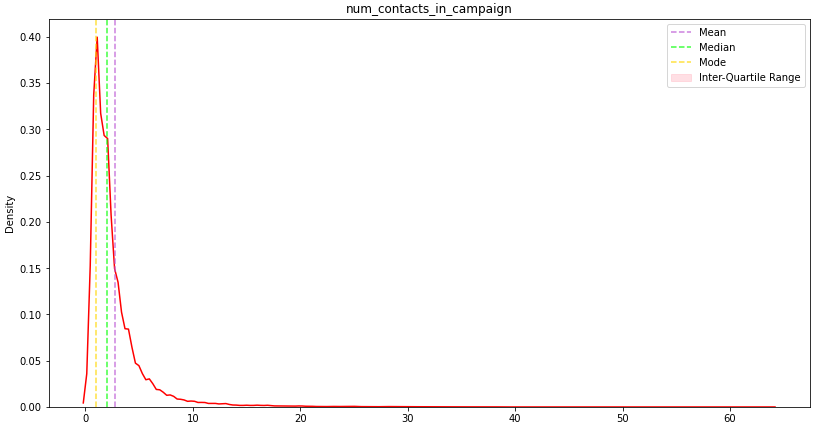 num_contacts_in_campaign
Mean
Median
Mode
Inter-Quartile Range
Density
0.40
0.35
0.30
0.25
0.20
0.15
0.10
0.05
0.00
0 10 20 30 40 50 60